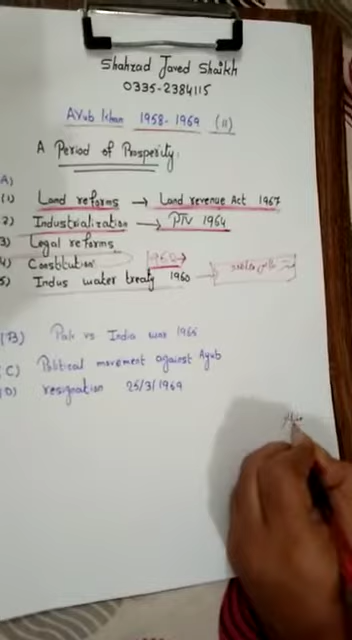 Shahzad Javed Shaikh
0335-2384115
Ayub Khan 1958-1969 (11)
A Period of Prosperity
A)
(1) Land reforms → Land revenue Act 1967
2) Industrialization → PTV 1964
3) Legal reforms
4) Constitution 1962 →
5) Indus water treaty 1960 →
(B) Pak vs India war 1965
(C) Political movement against Ayub
(D) resignation 25/3/1969